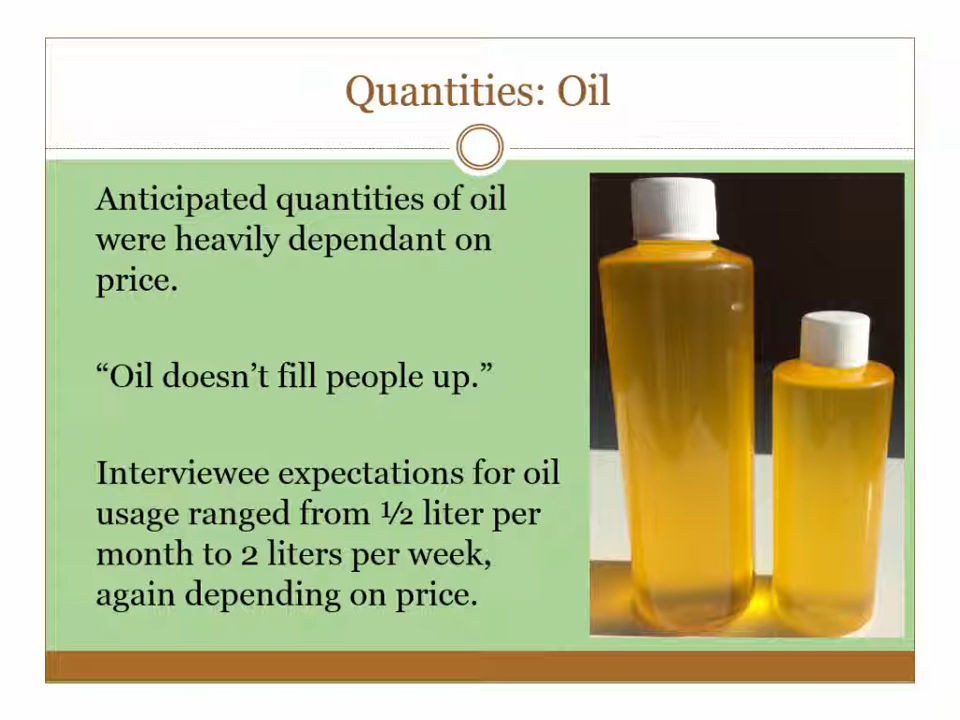 Quantities: Oil
Anticipated quantities of oil
were heavily dependant on
price.
“Oil doesn’t fill people up.”
Interviewee expectations for oil
usage ranged from ½ liter per
month to 2 liters per week,
again depending on price.